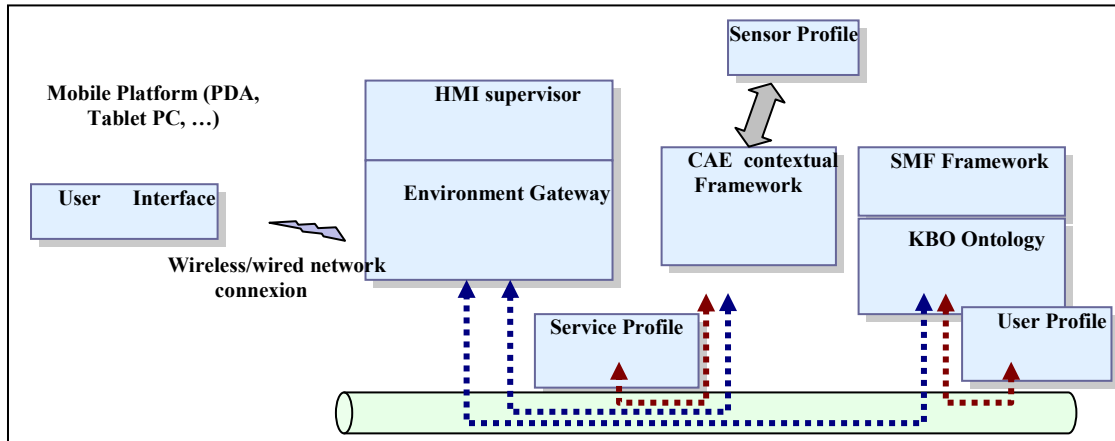 Sensor Profile
Mobile Platform (PDA,
Tablet PC, …)
HMI supervisor
CAE contextual
Framework
SMF Framework
User Interface
Environment Gateway
KBO Ontology
Wireless/wired network
connexion
Service Profile
User Profile